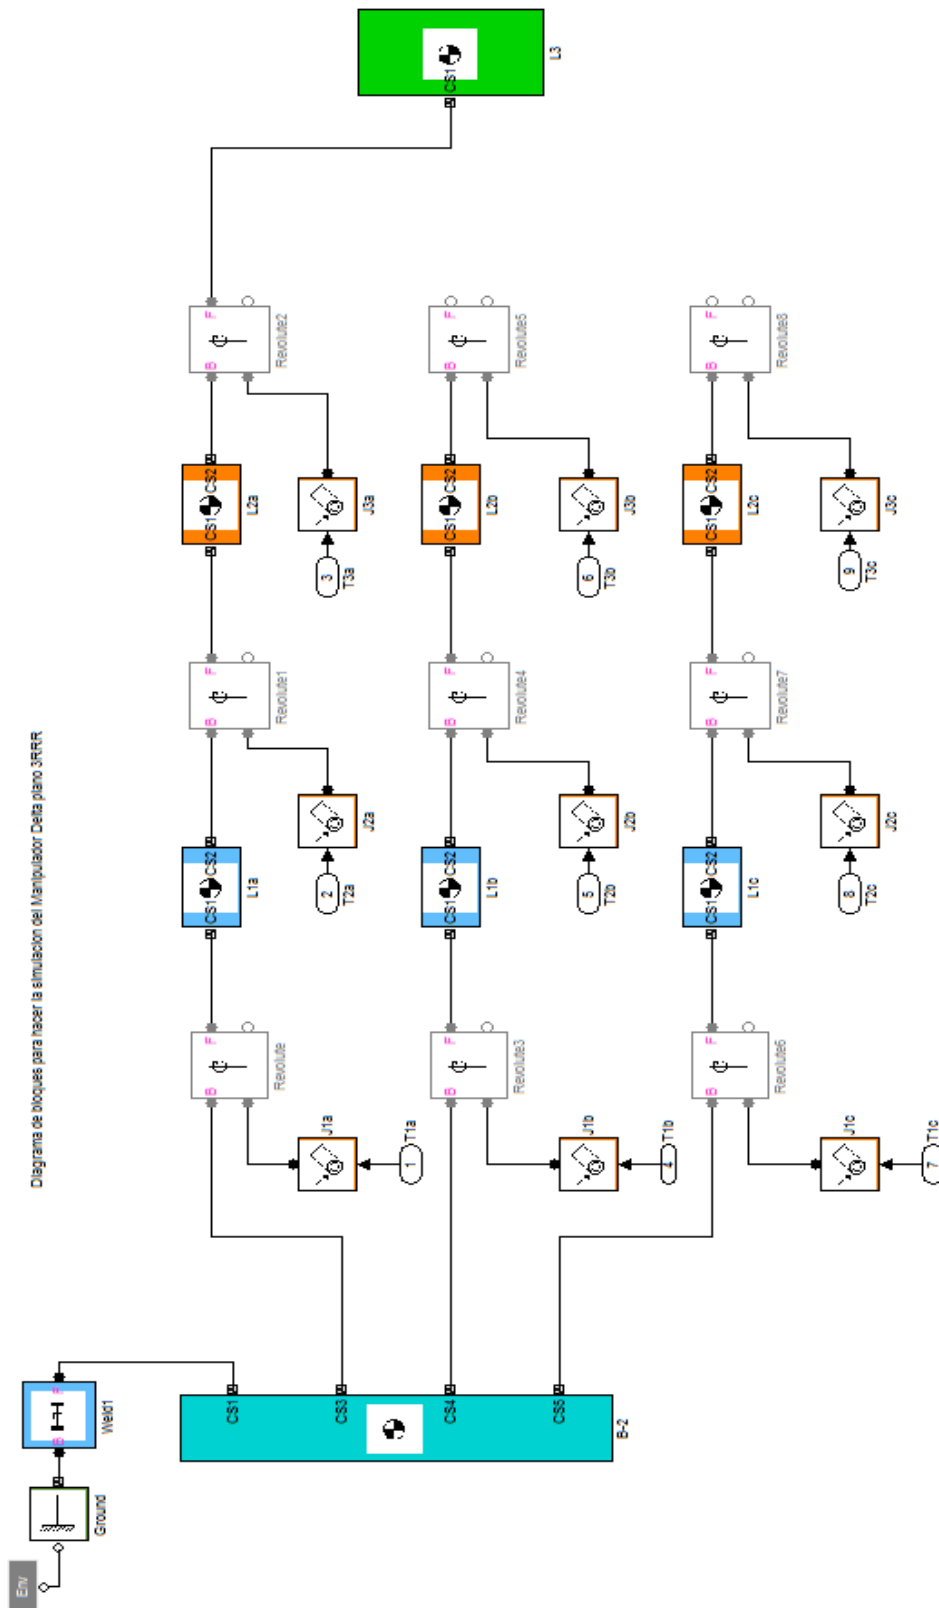 Diagrama de bloques para hacer la simulacion del Manipulador Delta plano 3RRR
Env
Ground
B
F
Weld1
CS1
CS3
CS4
CS5
B-2
B
F
Revolute
J1a
1
T1a
CS1
CS2
L1a
B
F
Revolute1
J2a
2
T2a
CS1
CS2
L2a
B
F
Revolute2
J3a
3
T3a
CS1
L3
B
F
Revolute3
J1b
4
T1b
CS1
CS2
L1b
B
F
Revolute4
J2b
5
T2b
CS1
CS2
L2b
B
F
Revolute5
J3b
6
T3b
B
F
Revolute6
J1c
7
T1c
CS1
CS2
L1c
B
F
Revolute7
J2c
8
T2c
CS1
CS2
L2c
B
F
Revolute8
J3c
9
T3c